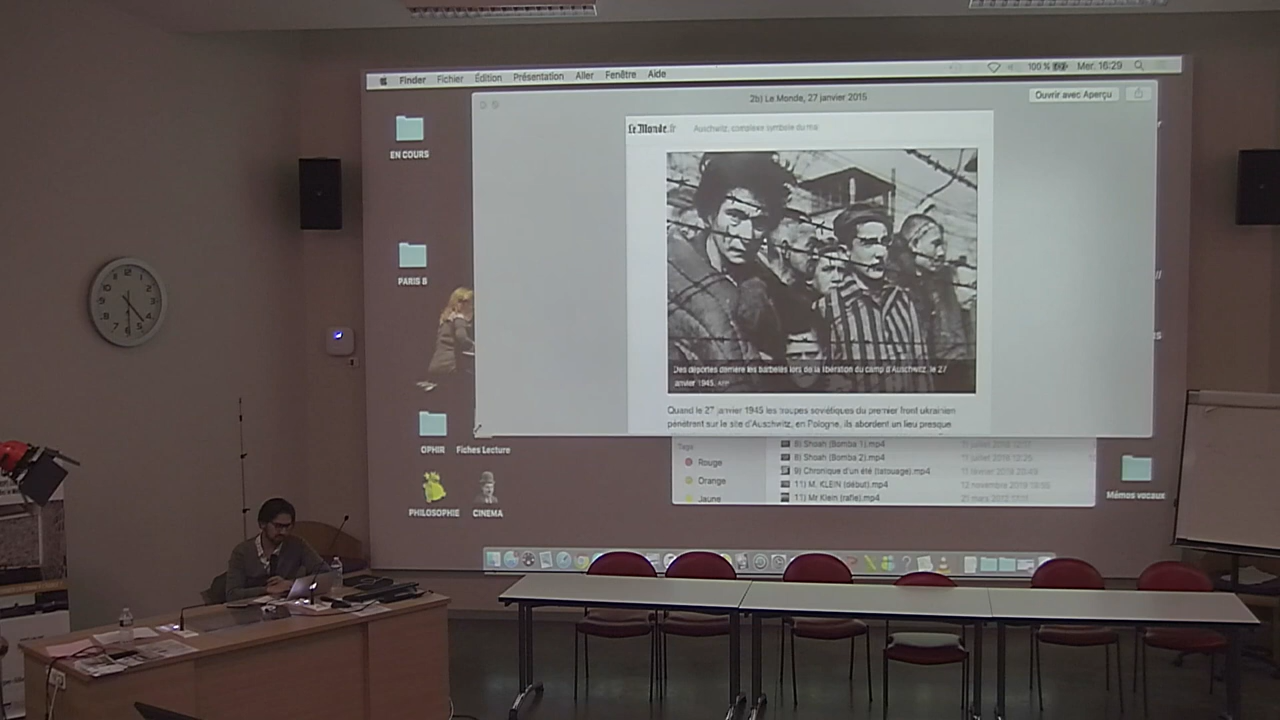 Finder Fichier Édition Présentation Aller Fenêtre Aide
100 % Mer. 16:29
2b) Le Monde, 27 janvier 2015
Ouvrir avec Aperçu
Le Monde.fr Auschwitz, complexe symbole du ma
EN COURS
PARIS 8
Des déportés derrière les barbelés lors de la libération du camp d'Auschwitz, le 27
janvier 1945. AFP
Quand le 27 janvier 1945 les troupes soviétiques du premier front ukrainien
pénètrent sur le site d'Auschwitz, en Pologne, ils abordent un lieu presque
OPHIR
Fiches Lecture
PHILOSOPHIE
CINEMA
Tags
Rouge
Orange
Jaune
8) Shoah (Bomba 1).mp4
8) Shoah (Bomba 2).mp4
9) Chronique d'un été (tatouage).mp4
11) M. KLEIN (début).mp4
11) Mr Klein (rafle).mp4
Mémos vocaux